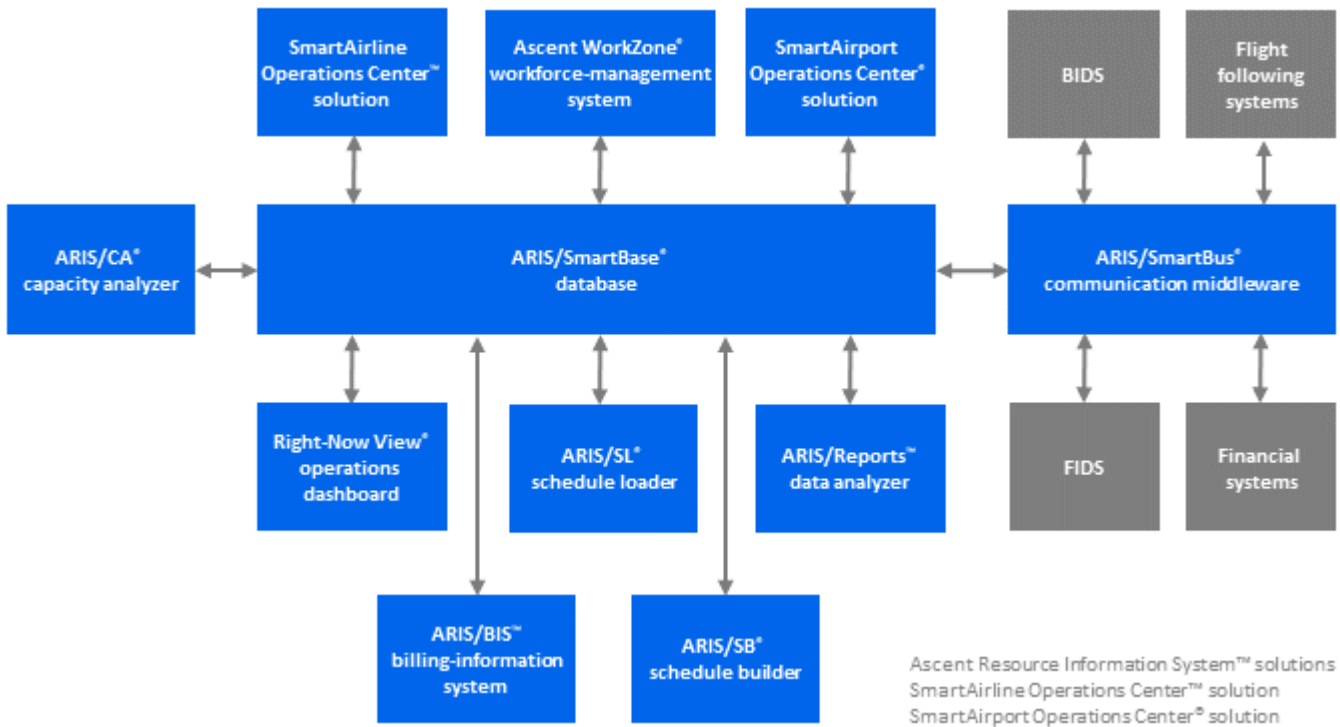 SmartAirline
Operations Center™
solution
Ascent WorkZone®
workforce-management
system
SmartAirport
Operations Center®
solution
BIDS
Flight
following
systems
ARIS/CA®
capacity analyzer
ARIS/SmartBase®
database
ARIS/SmartBus®
communication middleware
Right-Now View®
operations
dashboard
ARIS/SL®
schedule loader
ARIS/Reports™
data analyzer
FIDS
Financial
systems
ARIS/BIS™
billing-information
system
ARIS/SB®
schedule builder
Ascent Resource Information System™ solutions
SmartAirline Operations Center™ solution
SmartAirport Operations Center® solution